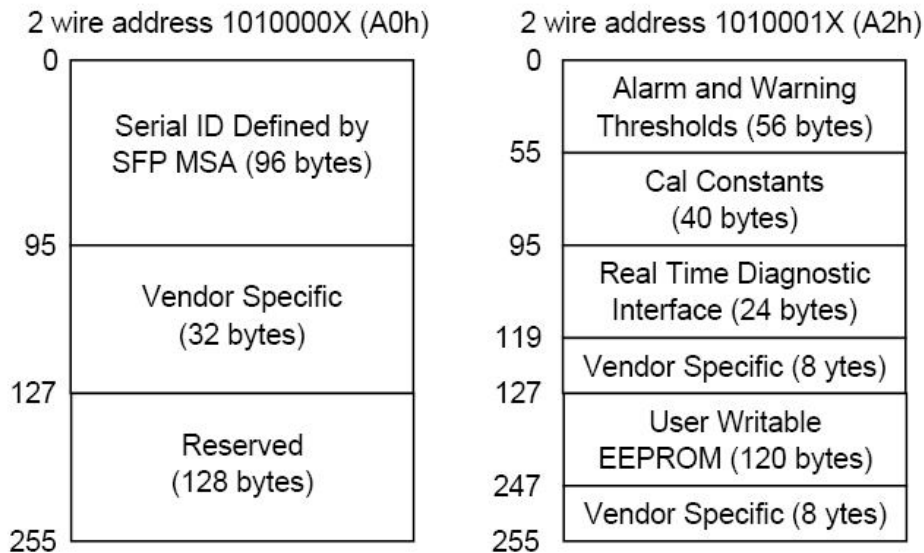 2 wire address 1010000X (A0h)
0
Serial ID Defined by
SFP MSA (96 bytes)
95
Vendor Specific
(32 bytes)
127
Reserved
(128 bytes)
255
2 wire address 1010001X (A2h)
0
Alarm and Warning
Thresholds (56 bytes)
55
Cal Constants
(40 bytes)
95
Real Time Diagnostic
Interface (24 bytes)
119
Vendor Specific (8 ytes)
127
User Writable
EEPROM (120 bytes)
247
Vendor Specific (8 ytes)
255